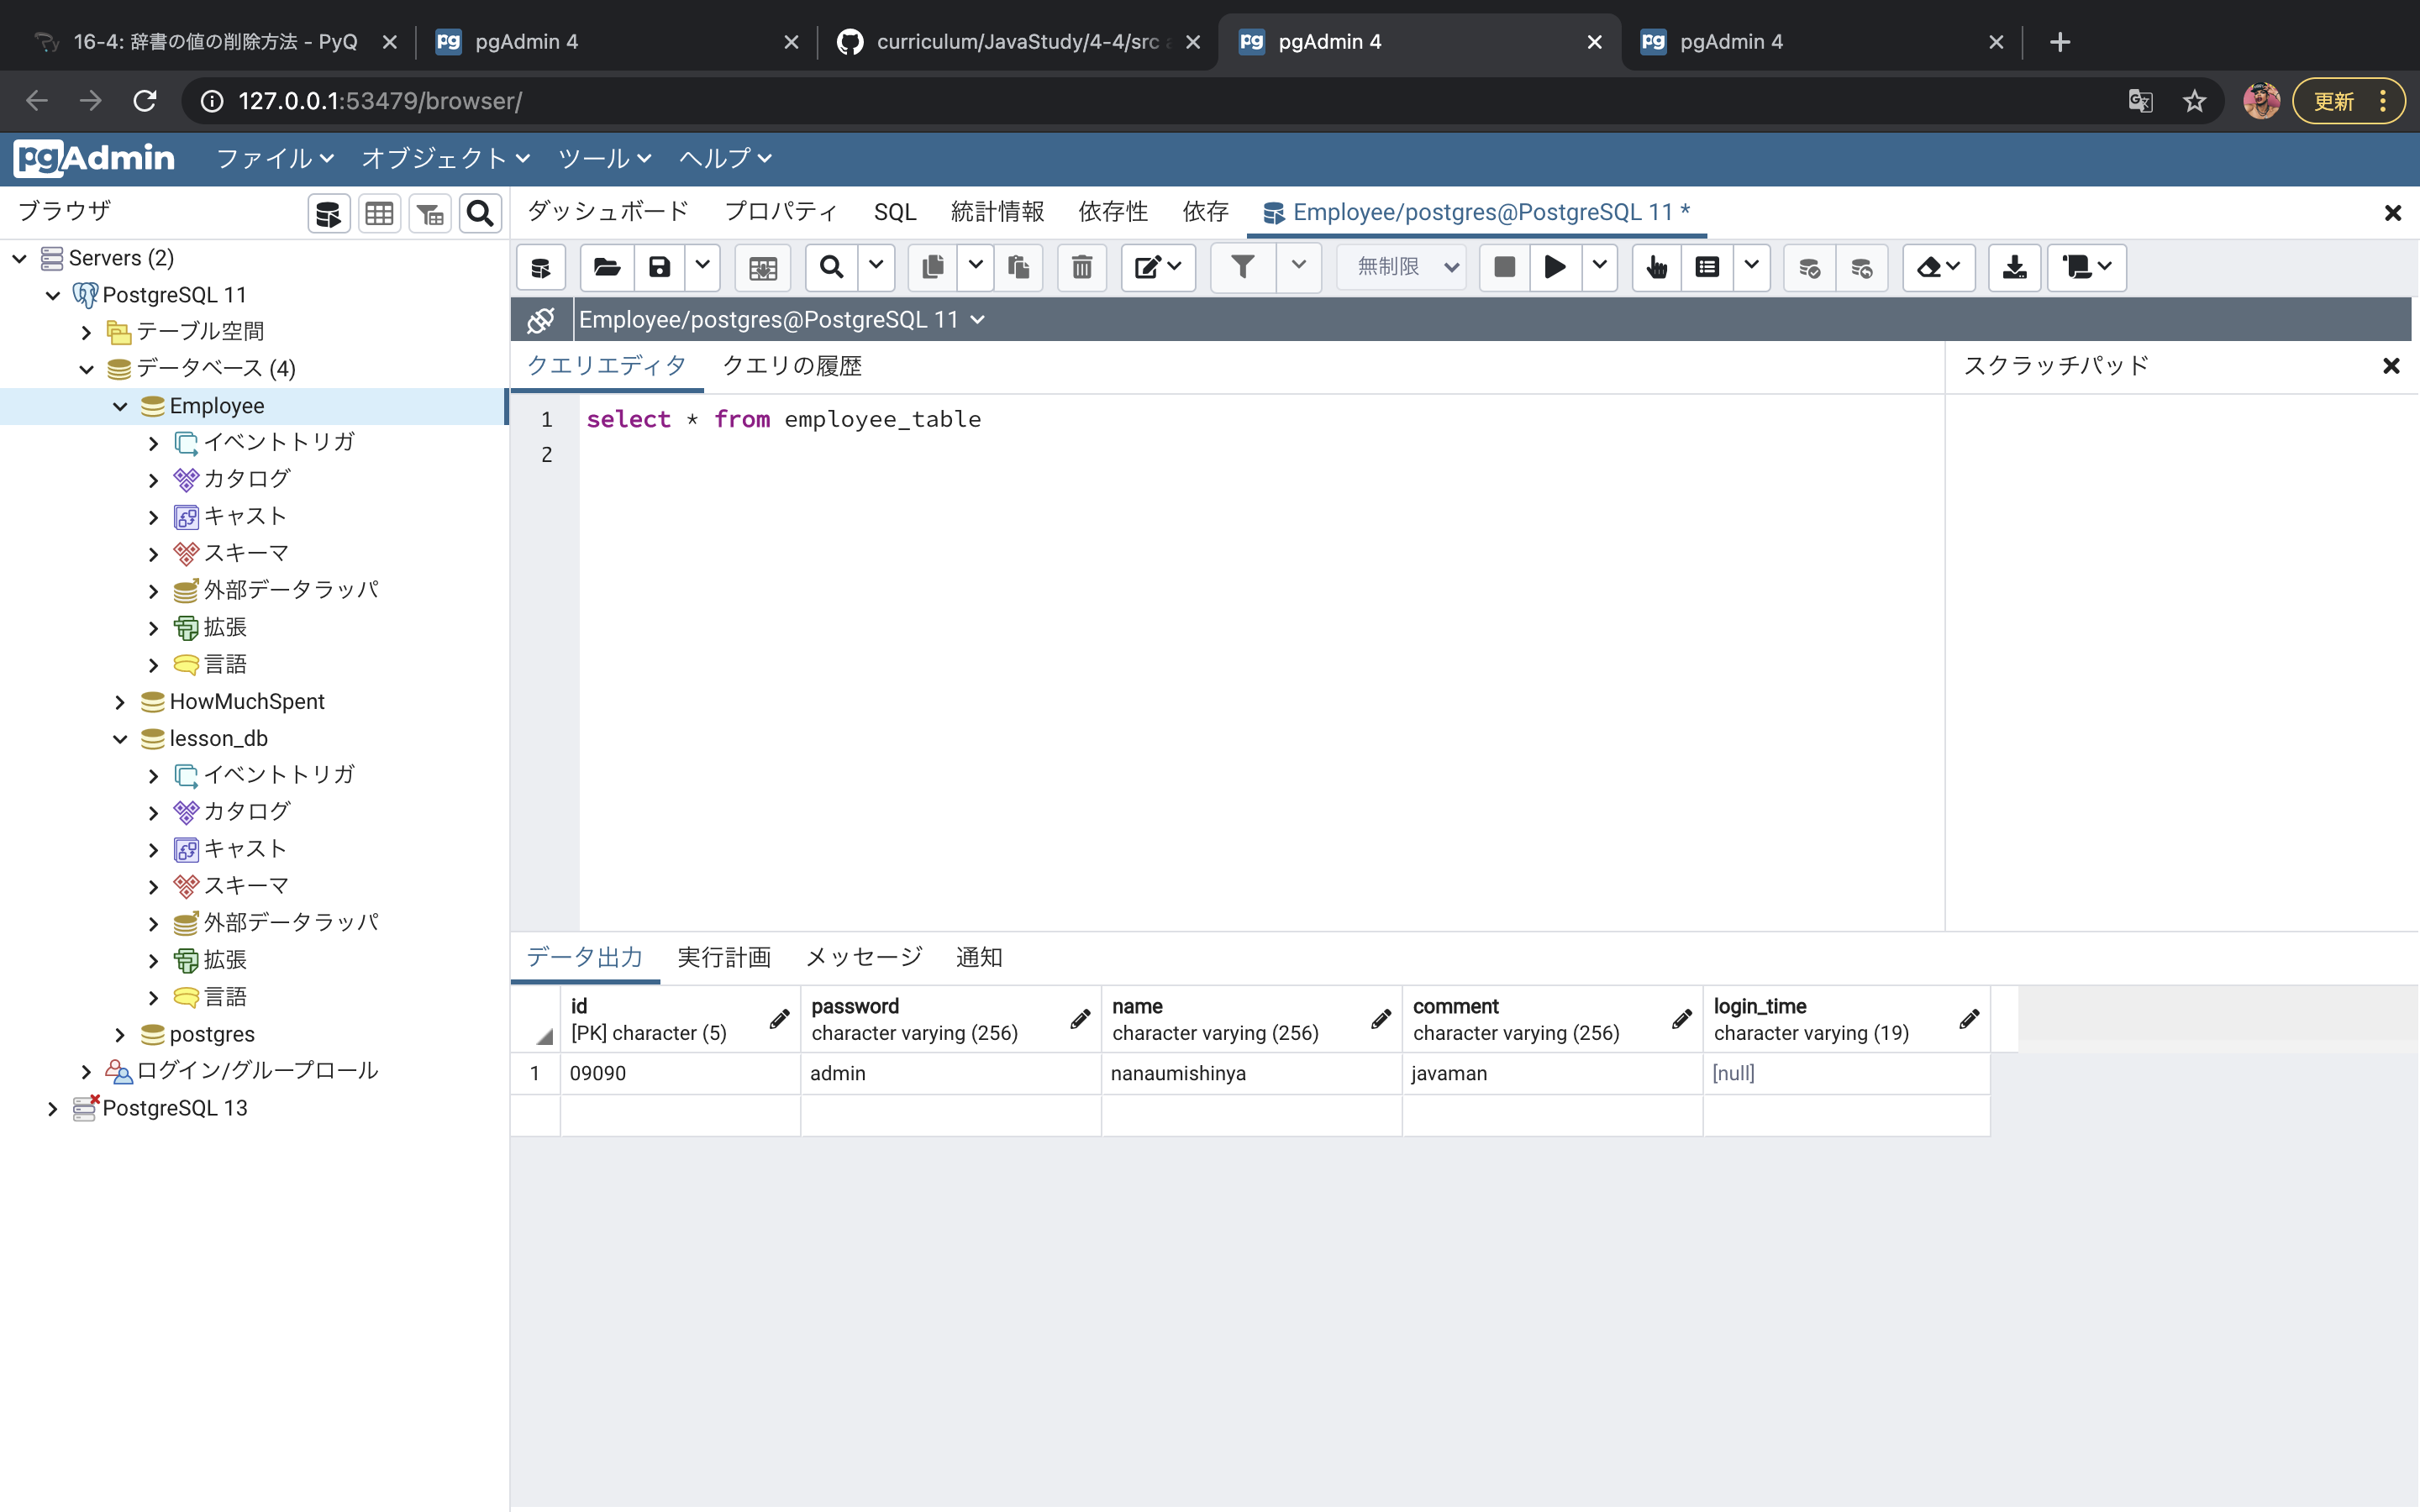 16-4: 辞書の値の削除方法 - PyQ
pgAdmin 4
curriculum/JavaStudy/4-4/src
pgAdmin 4
pgAdmin 4
127.0.0.1:53479/browser/
更新
pgAdmin
ファイル
オブジェクト
ツール
ヘルプ
ブラウザ
ダッシュボード
プロパティ
SQL
統計情報
依存性
依存
Employee/postgres@PostgreSQL 11 *
Servers (2)
PostgreSQL 11
テーブル空間
データベース (4)
Employee
イベントトリガ
カタログ
キャスト
スキーマ
外部データラッパ
拡張
言語
HowMuchSpent
lesson_db
イベントトリガ
カタログ
キャスト
スキーマ
外部データラッパ
拡張
言語
postgres
ログイン/グループロール
PostgreSQL 13
無制限
Employee/postgres@PostgreSQL 11
クエリエディタ
クエリの履歴
スクラッチパッド
1 select * from employee_table
2
データ出力
実行計画
メッセージ
通知
id
[PK] character (5)
password
character varying (256)
name
character varying (256)
comment
character varying (256)
login_time
character varying (19)
1 09090 admin nanaumishinya javaman [null]